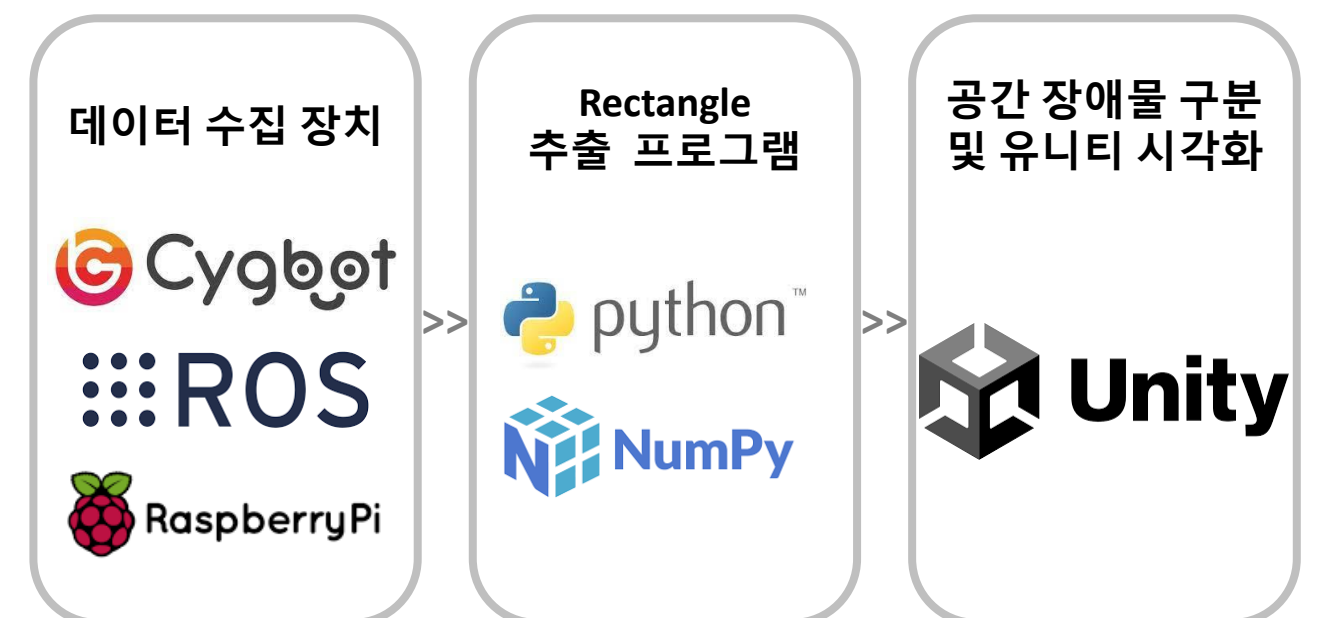 데이터 수집 장치
Cygbot
ROS
RaspberryPi
>>
Rectangle
추출 프로그램
python™
NumPy
>>
공간 장애물 구분
및 유니티 시각화
Unity